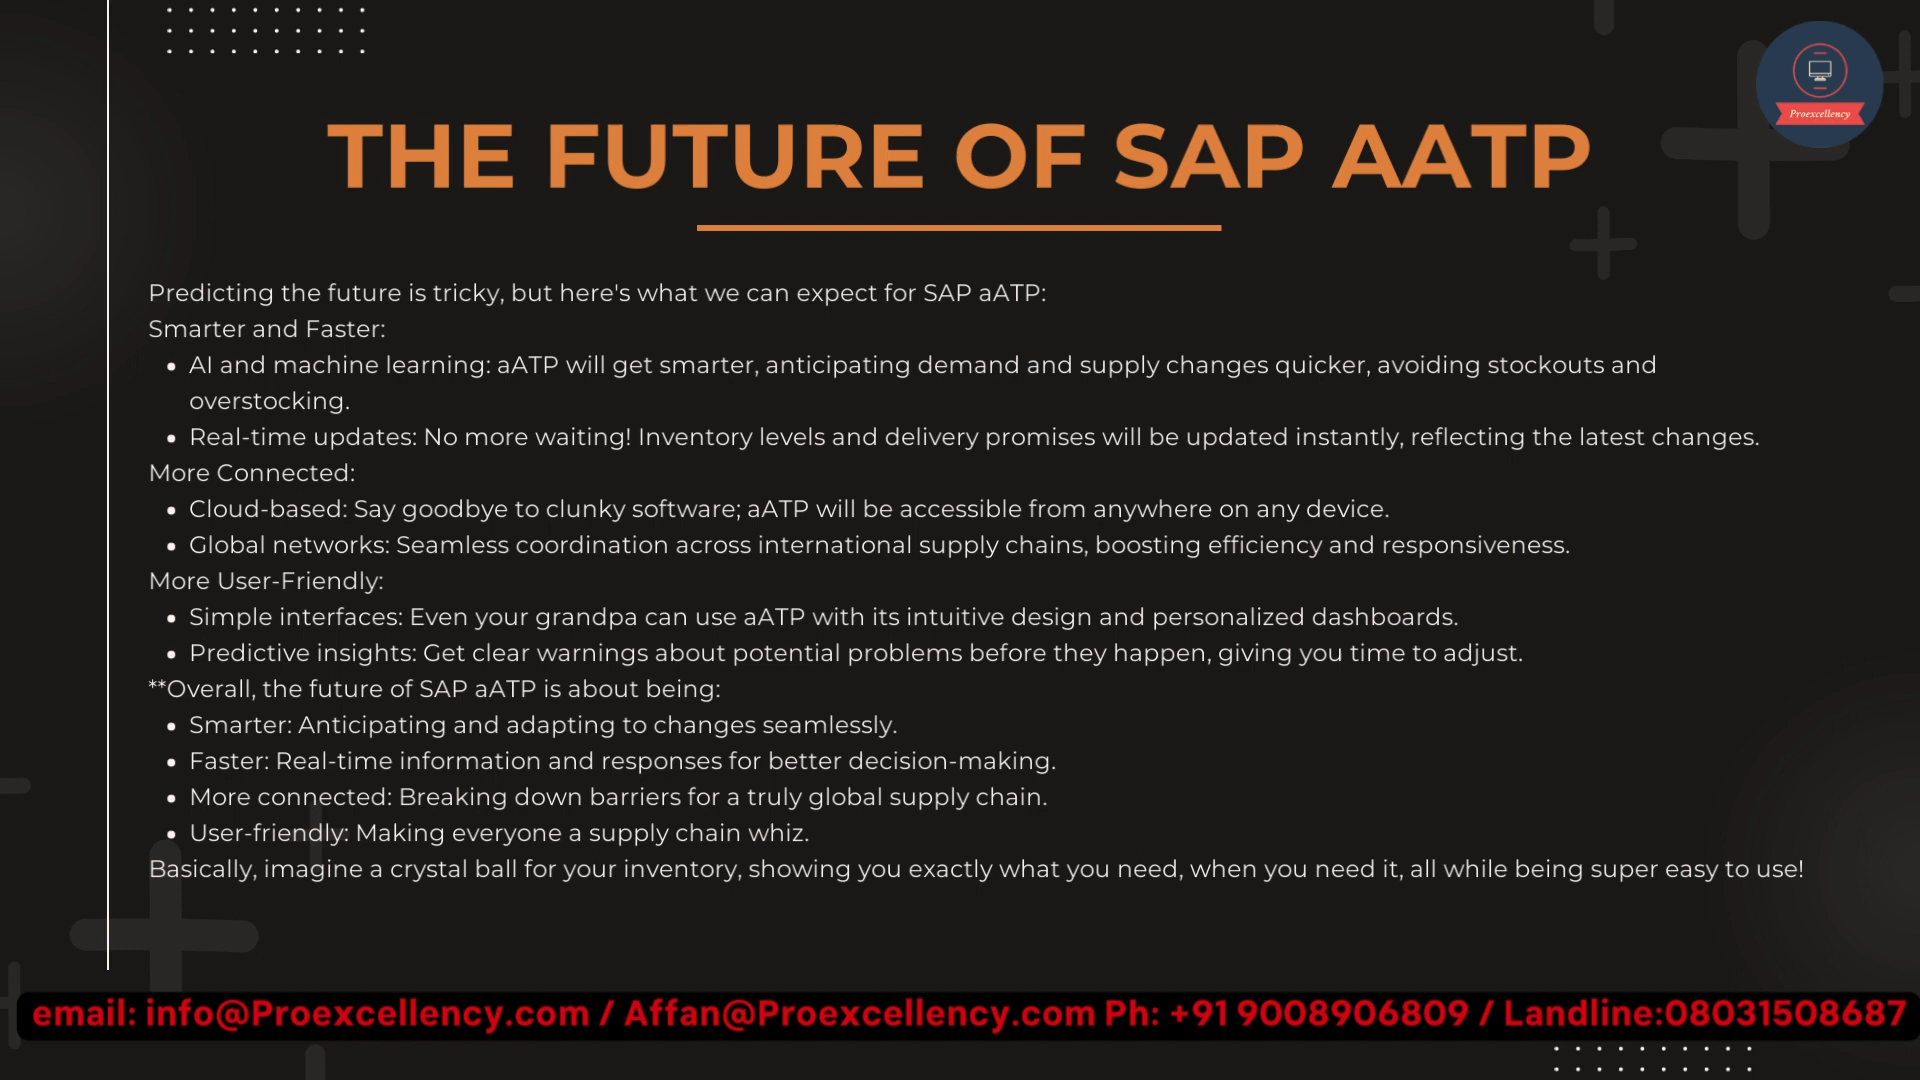 Proexcellency
THE FUTURE OF SAP AATP
Predicting the future is tricky, but here's what we can expect for SAP aATP:
Smarter and Faster:
• AI and machine learning: aATP will get smarter, anticipating demand and supply changes quicker, avoiding stockouts and
overstocking.
• Real-time updates: No more waiting! Inventory levels and delivery promises will be updated instantly, reflecting the latest changes.
More Connected:
• Cloud-based: Say goodbye to clunky software; aATP will be accessible from anywhere on any device.
• Global networks: Seamless coordination across international supply chains, boosting efficiency and responsiveness.
More User-Friendly:
• Simple interfaces: Even your grandpa can use aATP with its intuitive design and personalized dashboards.
• Predictive insights: Get clear warnings about potential problems before they happen, giving you time to adjust.
**Overall, the future of SAP aATP is about being:
• Smarter: Anticipating and adapting to changes seamlessly.
• Faster: Real-time information and responses for better decision-making.
• More connected: Breaking down barriers for a truly global supply chain.
• User-friendly: Making everyone a supply chain whiz.
Basically, imagine a crystal ball for your inventory, showing you exactly what you need, when you need it, all while being super easy to use!
email: info@Proexcellency.com / Affan@Proexcellency.com Ph: +91 9008906809 / Landline:08031508687